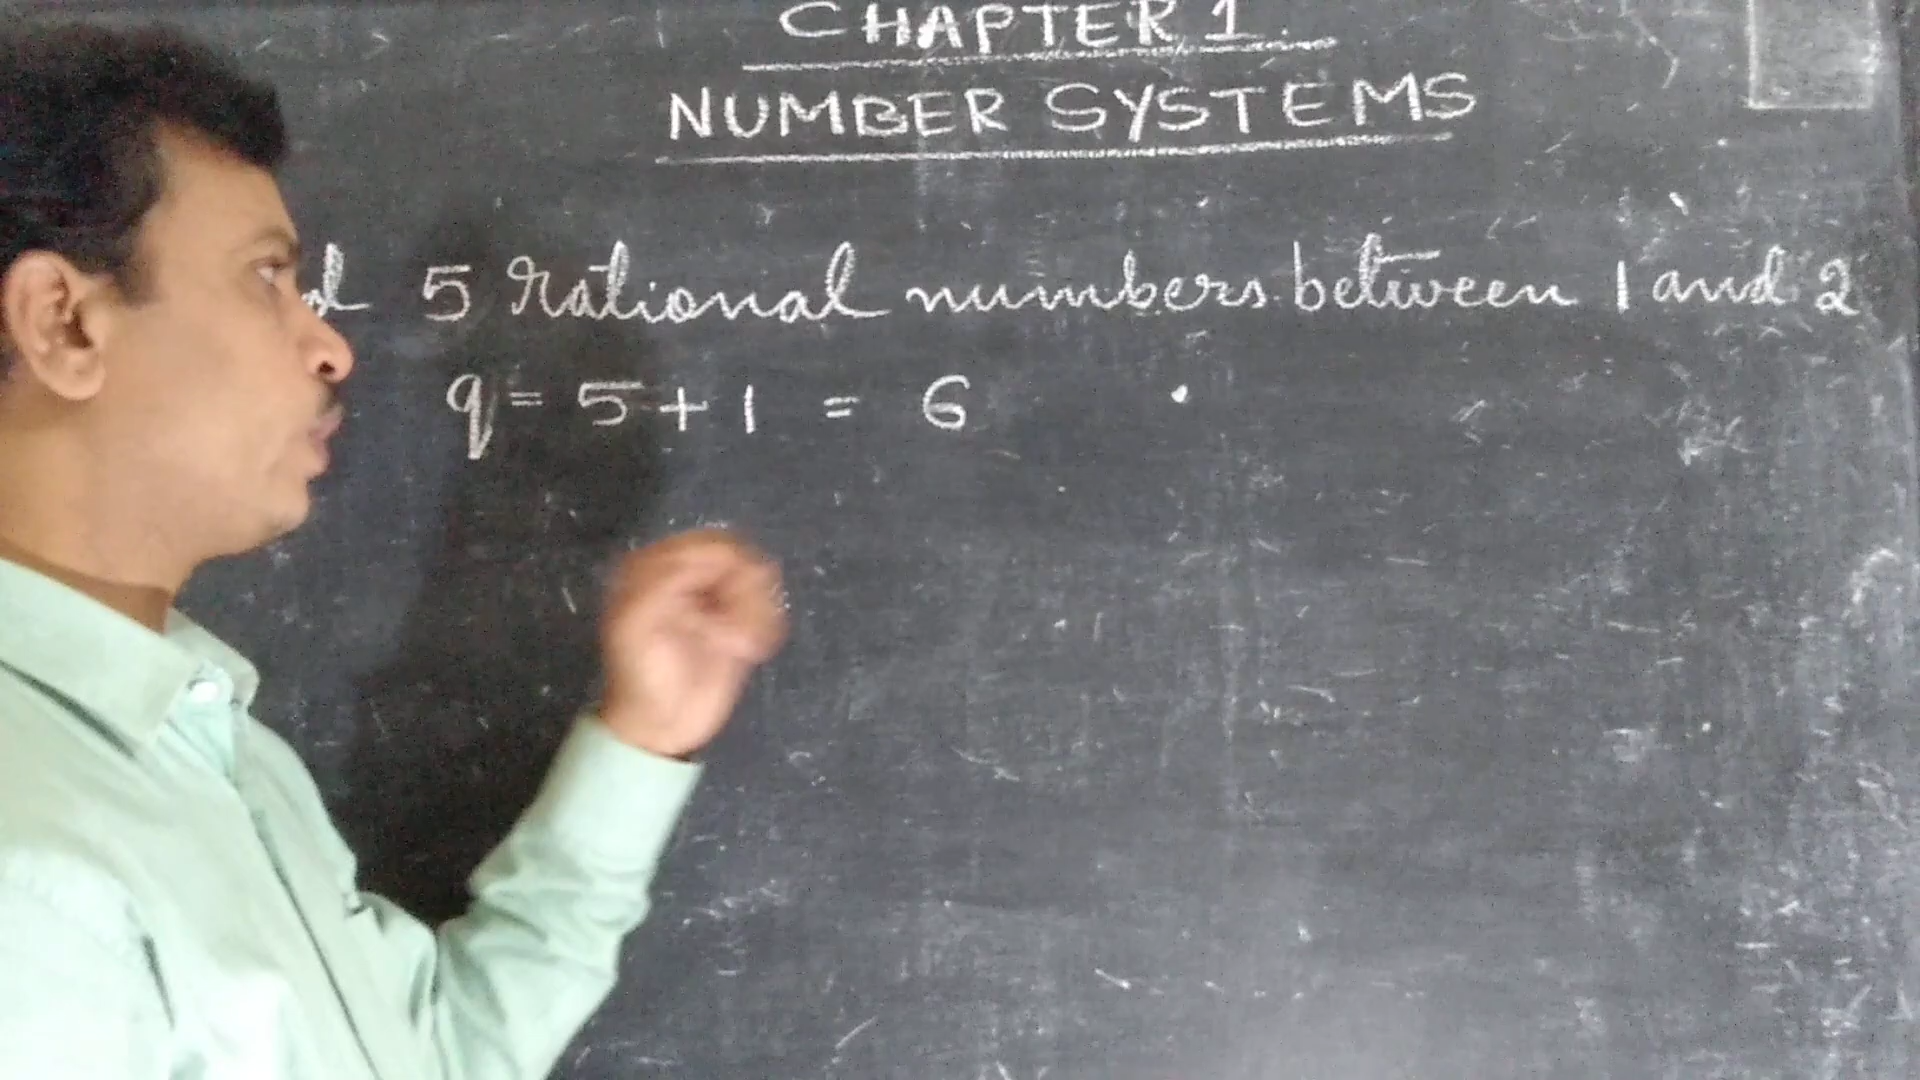 CHAPTER 1.
NUMBER SYSTEMS
5 rational numbers between 1 and 2
q = 5 + 1 = 6